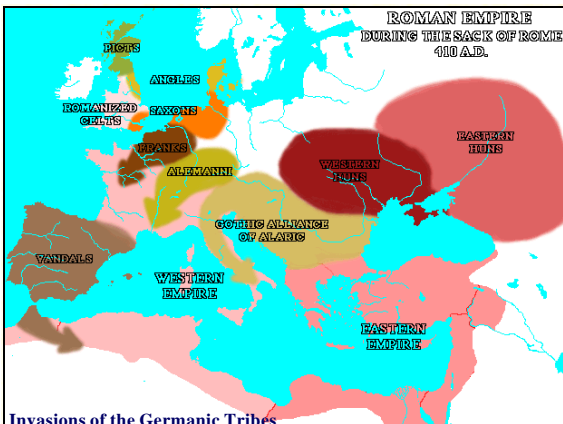 ROMAN EMPIRE
DURING THE SACK OF ROME
410 A.D.
PICTS
ANGLES
ROMANIZED
CELTS
SAXONS
FRANKS
ALEMANNI
WESTERN
HUNS
EASTERN
HUNS
GOTHIC ALLIANCE
OF ALARIC
VANDALS
WESTERN
EMPIRE
EASTERN
EMPIRE
Invasions of the Germanic Tribes